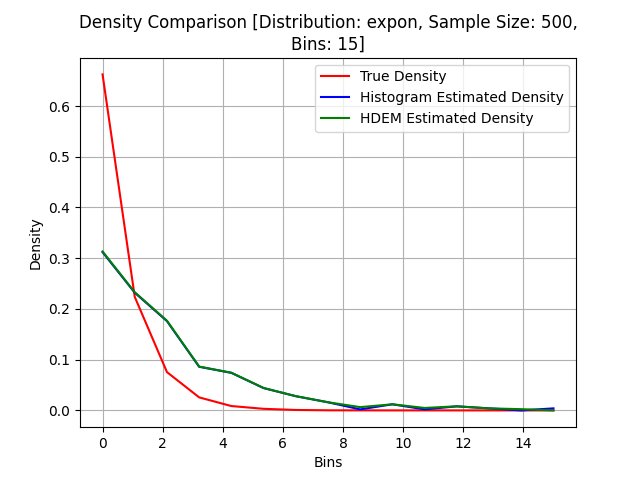 Density Comparison [Distribution: expon, Sample Size: 500,
Bins: 15]
True Density
Histogram Estimated Density
HDEM Estimated Density
Density
0.6
0.5
0.4
0.3
0.2
0.1
0.0
0 2 4 6 8 10 12 14
Bins